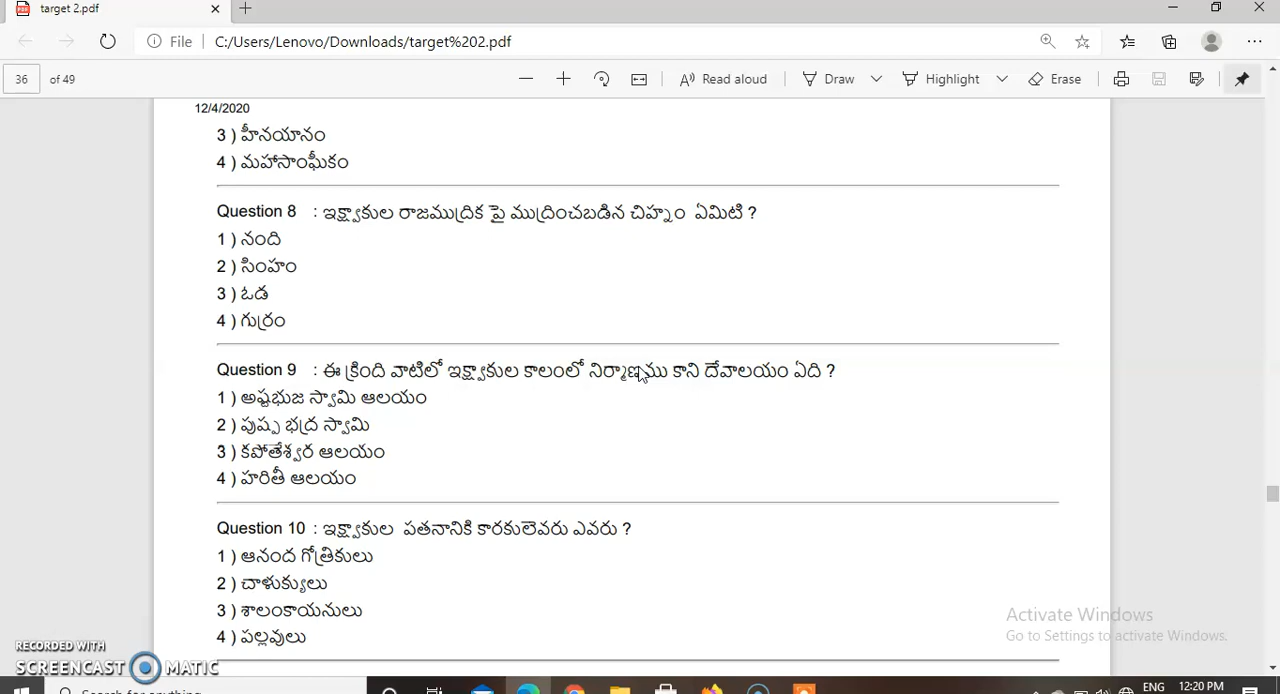 target 2.pdf
File C:/Users/Lenovo/Downloads/target%202.pdf
36 of 49 Read aloud Draw Highlight Erase
12/4/2020
3 ) హీనయానం
4 ) మహాసాంఘీకం
Question 8 : ఇక్ష్వాకుల రాజముద్రిక పై ముద్రించబడిన చిహ్నం ఏమిటి ?
1 ) నంది
2 ) సింహం
3 ) ఓడ
4 ) గుర్రం
Question 9 : ఈ క్రింది వాటిలో ఇక్ష్వాకుల కాలంలో నిర్మాణము కాని దేవాలయం ఏది ?
1 ) అష్టభుజ స్వామి ఆలయం
2 ) పుష్ప భద్ర స్వామి
3 ) కపోతేశ్వర ఆలయం
4 ) హరితీ ఆలయం
Question 10 : ఇక్ష్వాకుల పతనానికి కారకులెవరు ఎవరు ?
1 ) ఆనంద గోత్రికులు
2 ) చాళుక్యులు
3 ) శాలంకాయనులు
4 ) పల్లవులు
Activate Windows
Go to Settings to activate Windows.
RECORDED WITH
SCREENCAST MATIC
Search for anything
ENG 12:20 PM